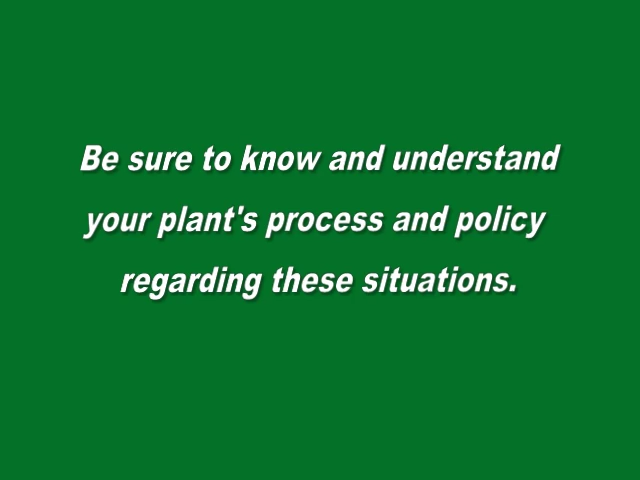 Be sure to know and understand
your plant's process and policy
regarding these situations.